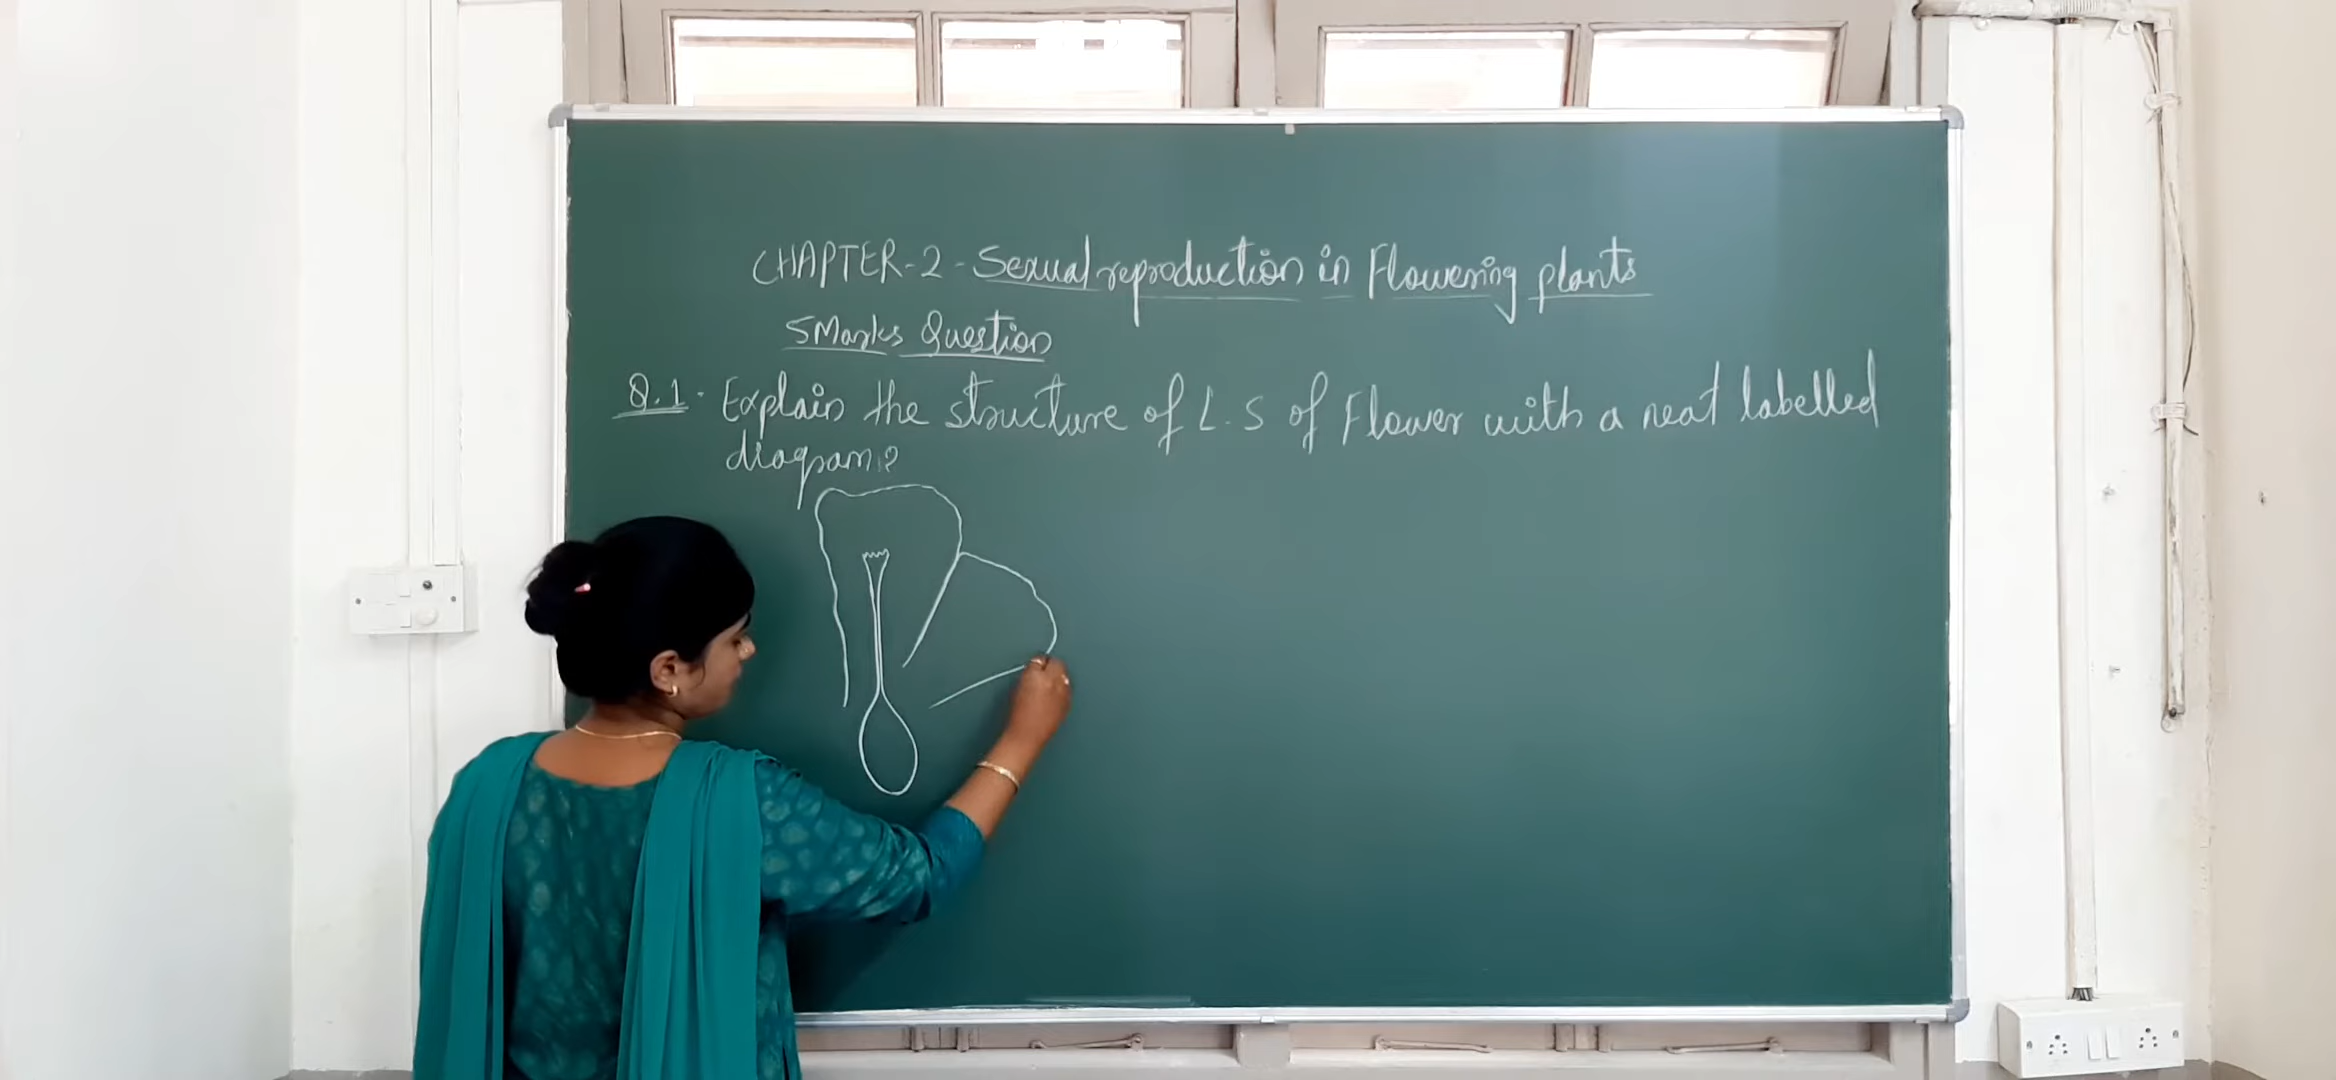 CHAPTER-2-Sexual reproduction in Flowering plants
5Marks Question
Q.1. Explain the structure of L.S of Flower with a neat labelled
diagram?